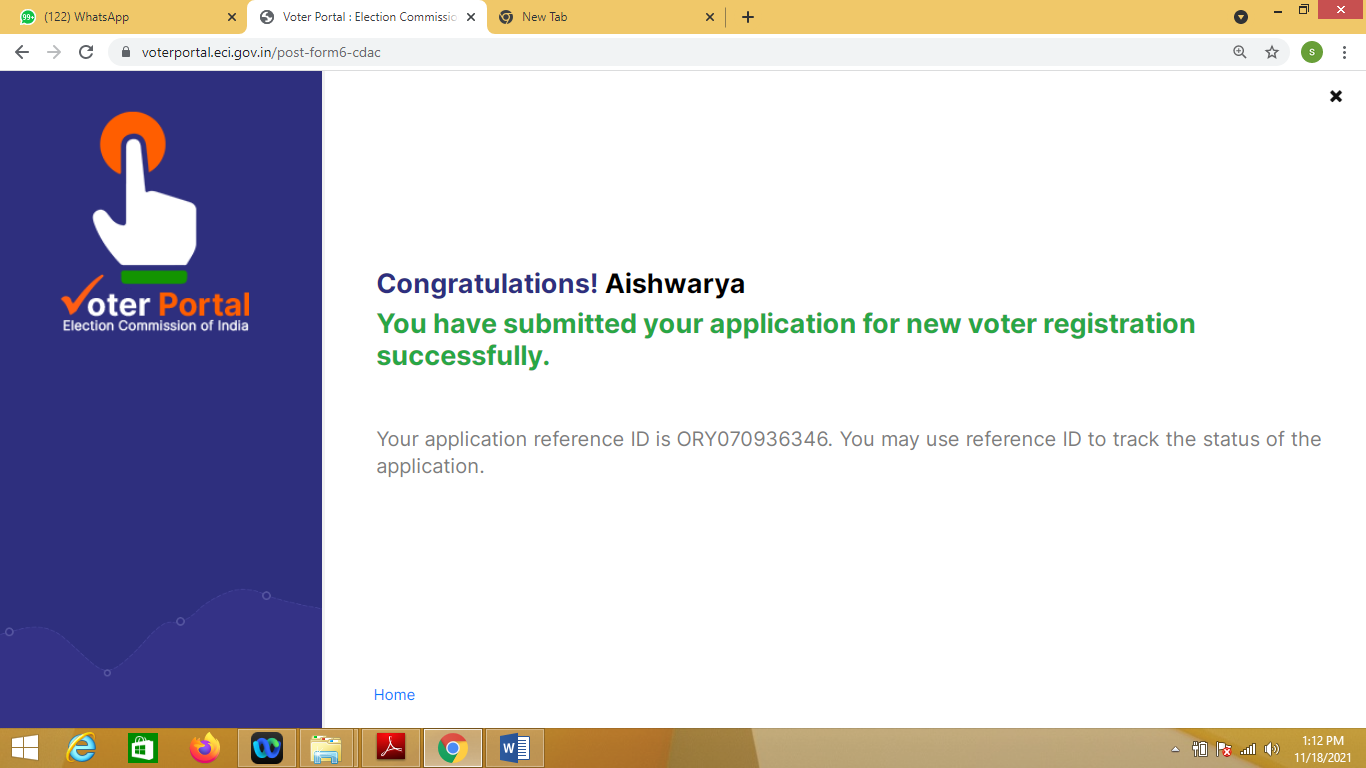 (122) WhatsApp
Voter Portal : Election Commissio
New Tab
voterportal.eci.gov.in/post-form6-cdac
s
99+
Voter Portal
Election Commission of India
Congratulations! Aishwarya
You have submitted your application for new voter registration
successfully.
Your application reference ID is ORY070936346. You may use reference ID to track the status of the
application.
Home
1:12 PM
11/18/2021